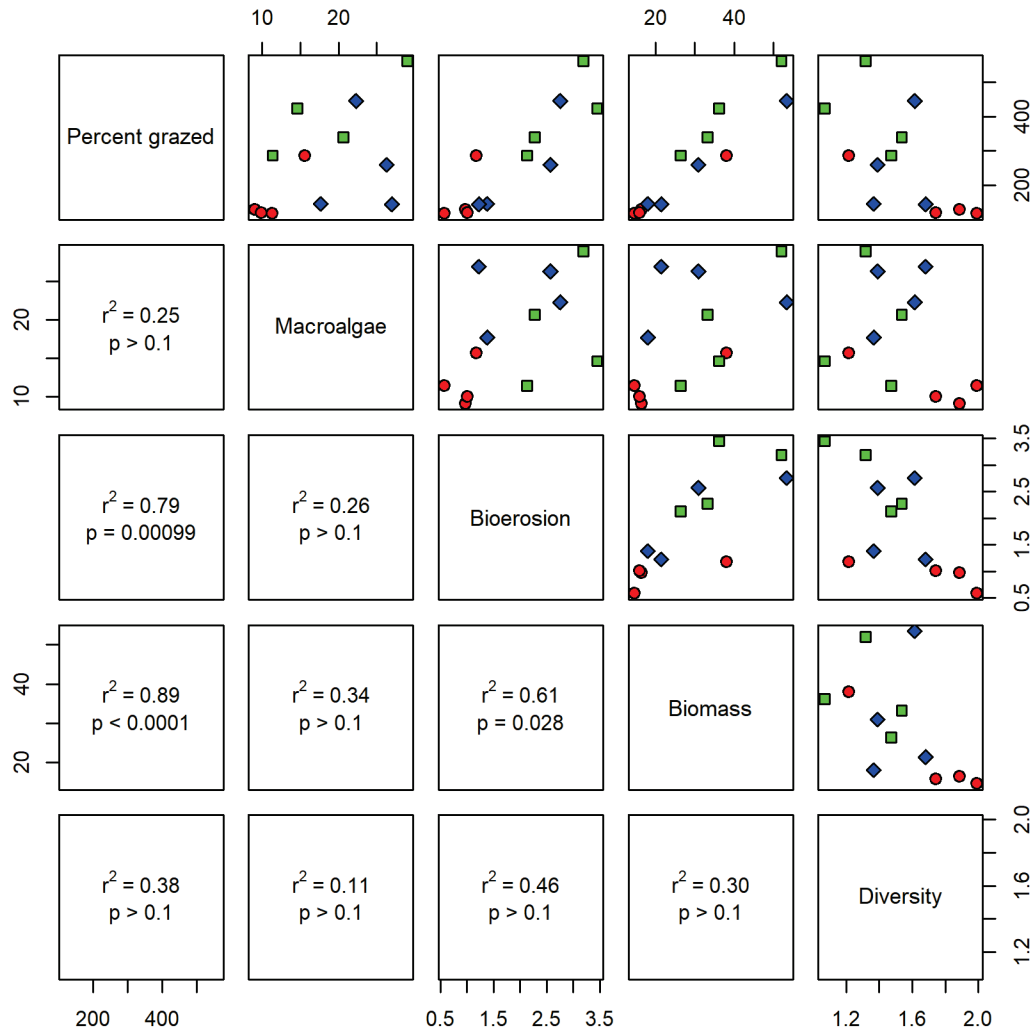 10 20
20 40
Percent grazed
200 400
10 20
r² = 0.25
p > 0.1
Macroalgae
r² = 0.79
p = 0.00099
r² = 0.26
p > 0.1
Bioerosion
0.5 1.5 2.5 3.5
20 40
r² = 0.89
p < 0.0001
r² = 0.34
p > 0.1
r² = 0.61
p = 0.028
Biomass
r² = 0.38
p > 0.1
r² = 0.11
p > 0.1
r² = 0.46
p > 0.1
r² = 0.30
p > 0.1
Diversity
1.2 1.6 2.0
200 400
0.5 1.5 2.5 3.5
1.2 1.6 2.0